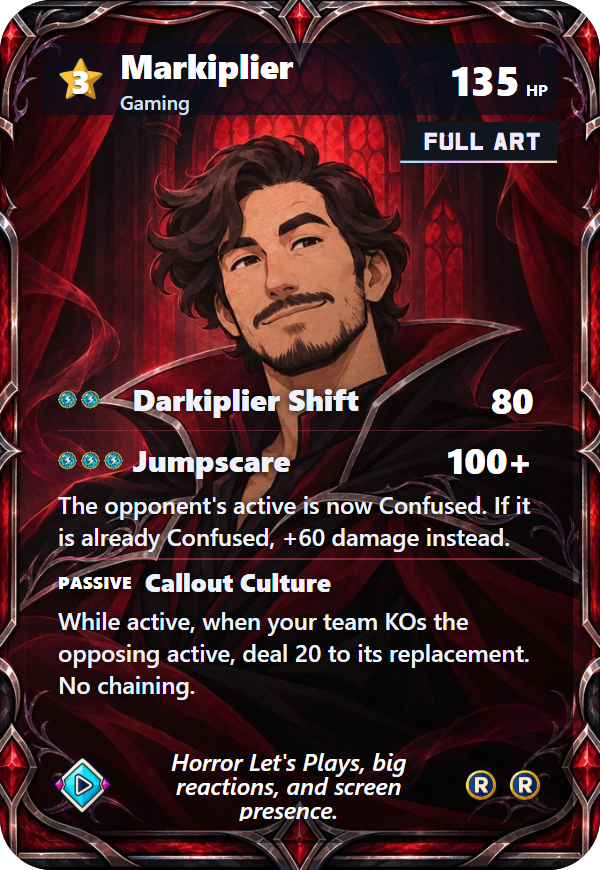 3
Markiplier
135 HP
Gaming
FULL ART
Darkiplier Shift 80
Jumpscare 100+
The opponent's active is now Confused. If it
is already Confused, +60 damage instead.
PASSIVE Callout Culture
While active, when your team KOs the
opposing active, deal 20 to its replacement.
No chaining.
Horror Let's Plays, big
reactions, and screen
presence.
R R